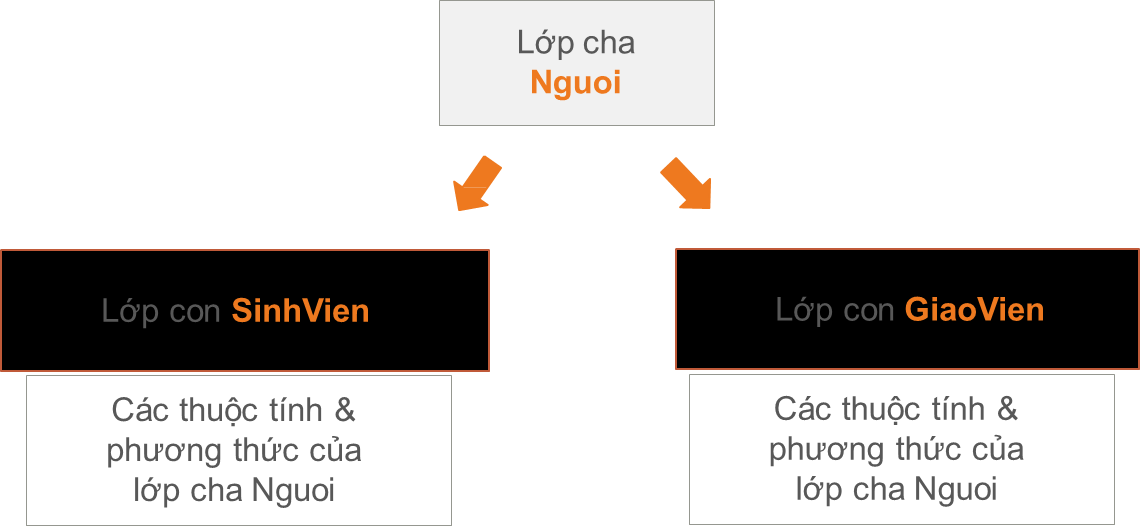 Lớp cha
Nguoi
Lớp con SinhVien
Lớp con GiaoVien
Các thuộc tính &
phương thức của
lớp cha Nguoi
Các thuộc tính &
phương thức của
lớp cha Nguoi